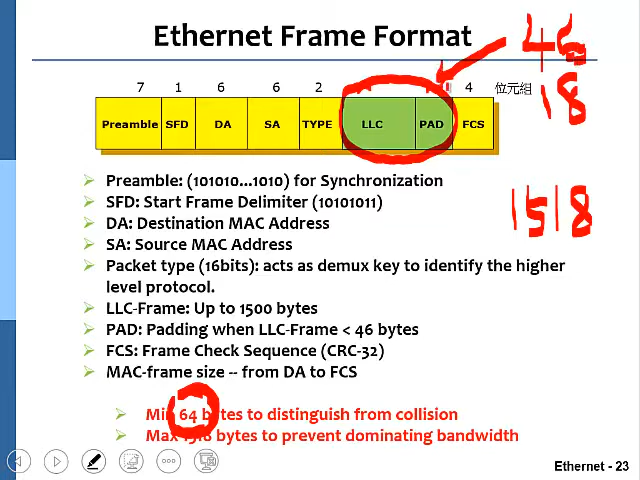 Ethernet Frame Format
46
18
7 1 6 6 2 4 位元組
Preamble SFD DA SA TYPE LLC PAD FCS
1518
Preamble: (101010...1010) for Synchronization
SFD: Start Frame Delimiter (10101011)
DA: Destination MAC Address
SA: Source MAC Address
Packet type (16bits): acts as demux key to identify the higher
level protocol.
LLC-Frame: Up to 1500 bytes
PAD: Padding when LLC-Frame < 46 bytes
FCS: Frame Check Sequence (CRC-32)
MAC-frame size -- from DA to FCS
Min 64 bytes to distinguish from collision
Max 1518 bytes to prevent dominating bandwidth
Ethernet - 23